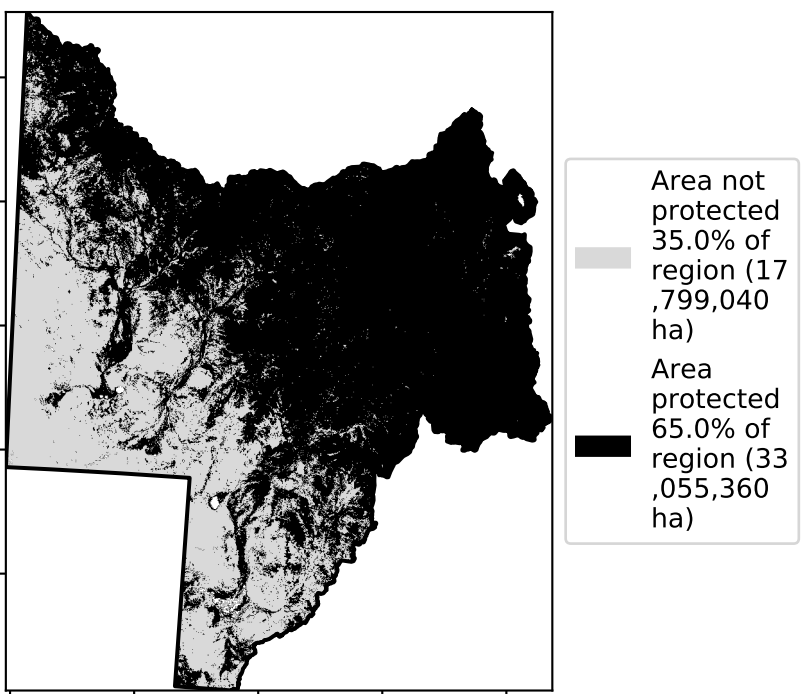 Area not
protected
35.0% of
region (17
,799,040
ha)
Area
protected
65.0% of
region (33
,055,360
ha)